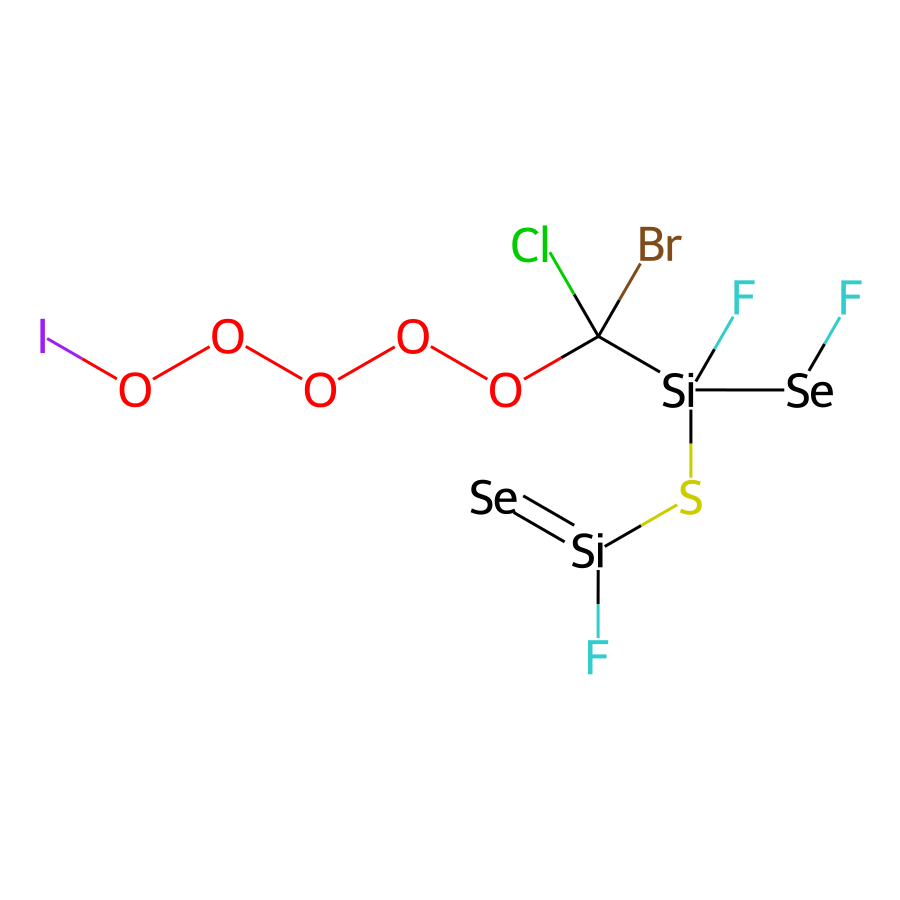 Cl Br
F F
I O O
O O O Si Se
Se S
Si
F